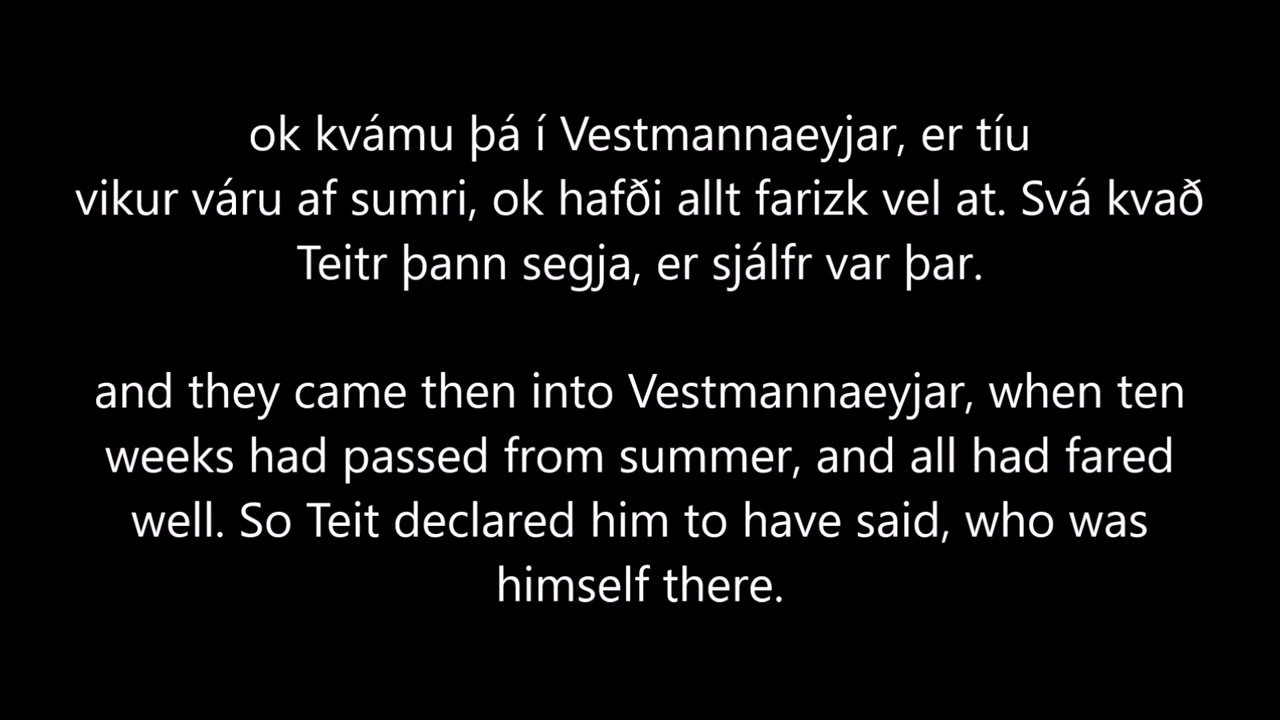 ok kvámu þá í Vestmannaeyjar, er tíu
vikur váru af sumri, ok hafði allt farizk vel at. Svá kvað
Teitr þann segja, er sjálfr var þar.
and they came then into Vestmannaeyjar, when ten
weeks had passed from summer, and all had fared
well. So Teit declared him to have said, who was
himself there.